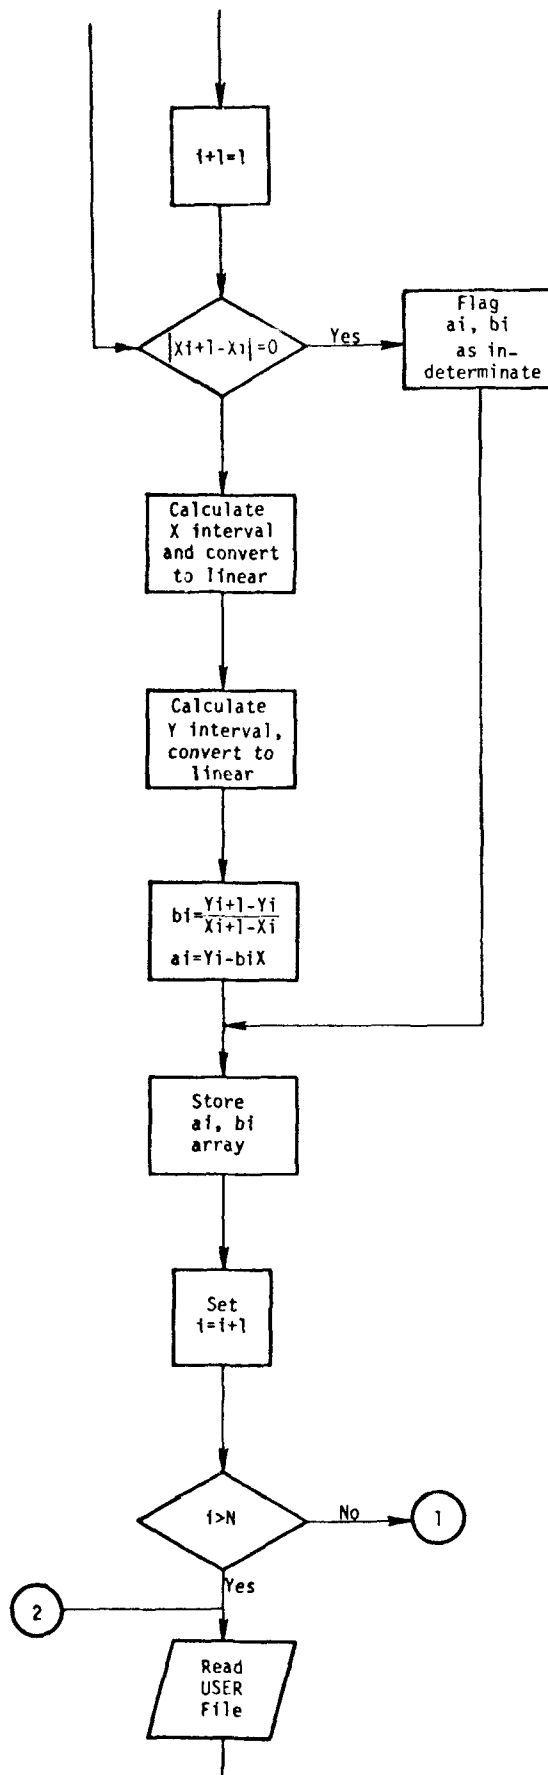 i+1=1
|Xi+1-Xi|=0
Yes
Flag
ai, bi
as in-
determinate
Calculate
X interval
and convert
to linear
Calculate
Y interval,
convert to
linear
bi=Yi+1-Yi
Xi+1-Xi
ai=Yi-biX
Store
ai, bi
array
Set
i=i+1
i>N
No
1
Yes
2
Read
USER
File